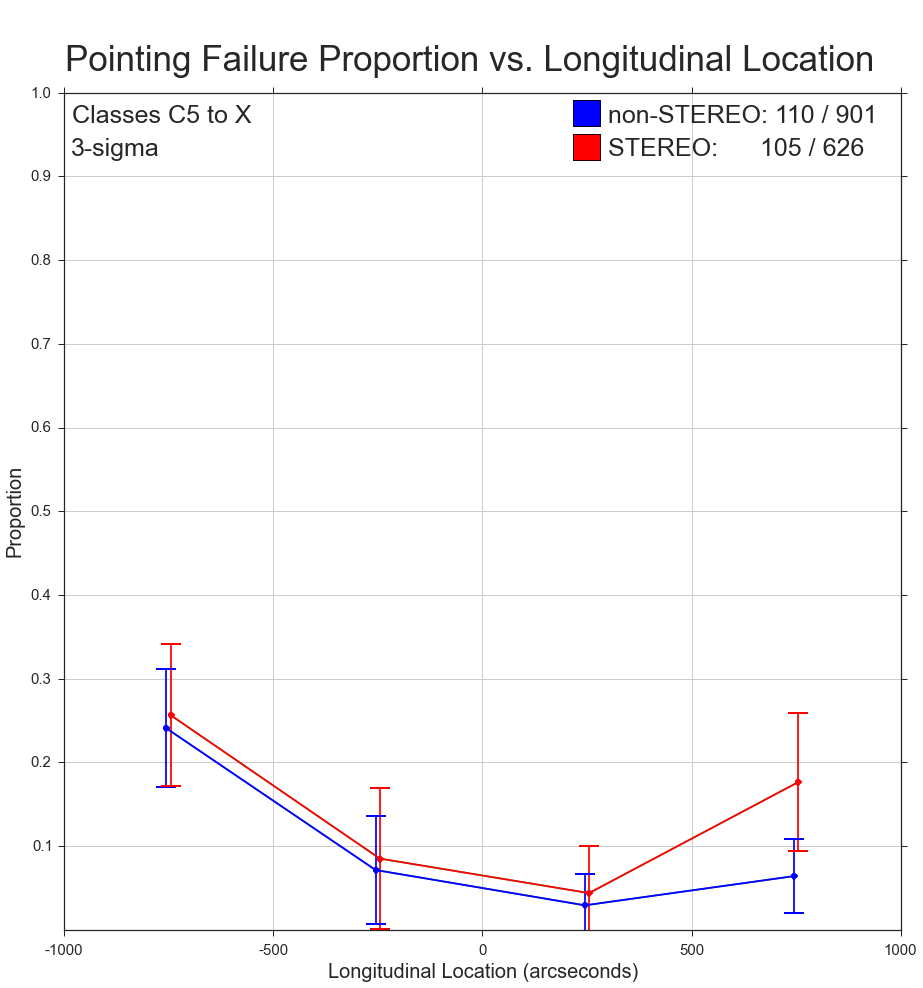 Pointing Failure Proportion vs. Longitudinal Location
Classes C5 to X
3-sigma
non-STEREO: 110 / 901
STEREO: 105 / 626
Proportion
1.0
0.9
0.8
0.7
0.6
0.5
0.4
0.3
0.2
0.1
-1000
-500
0
500
1000
Longitudinal Location (arcseconds)